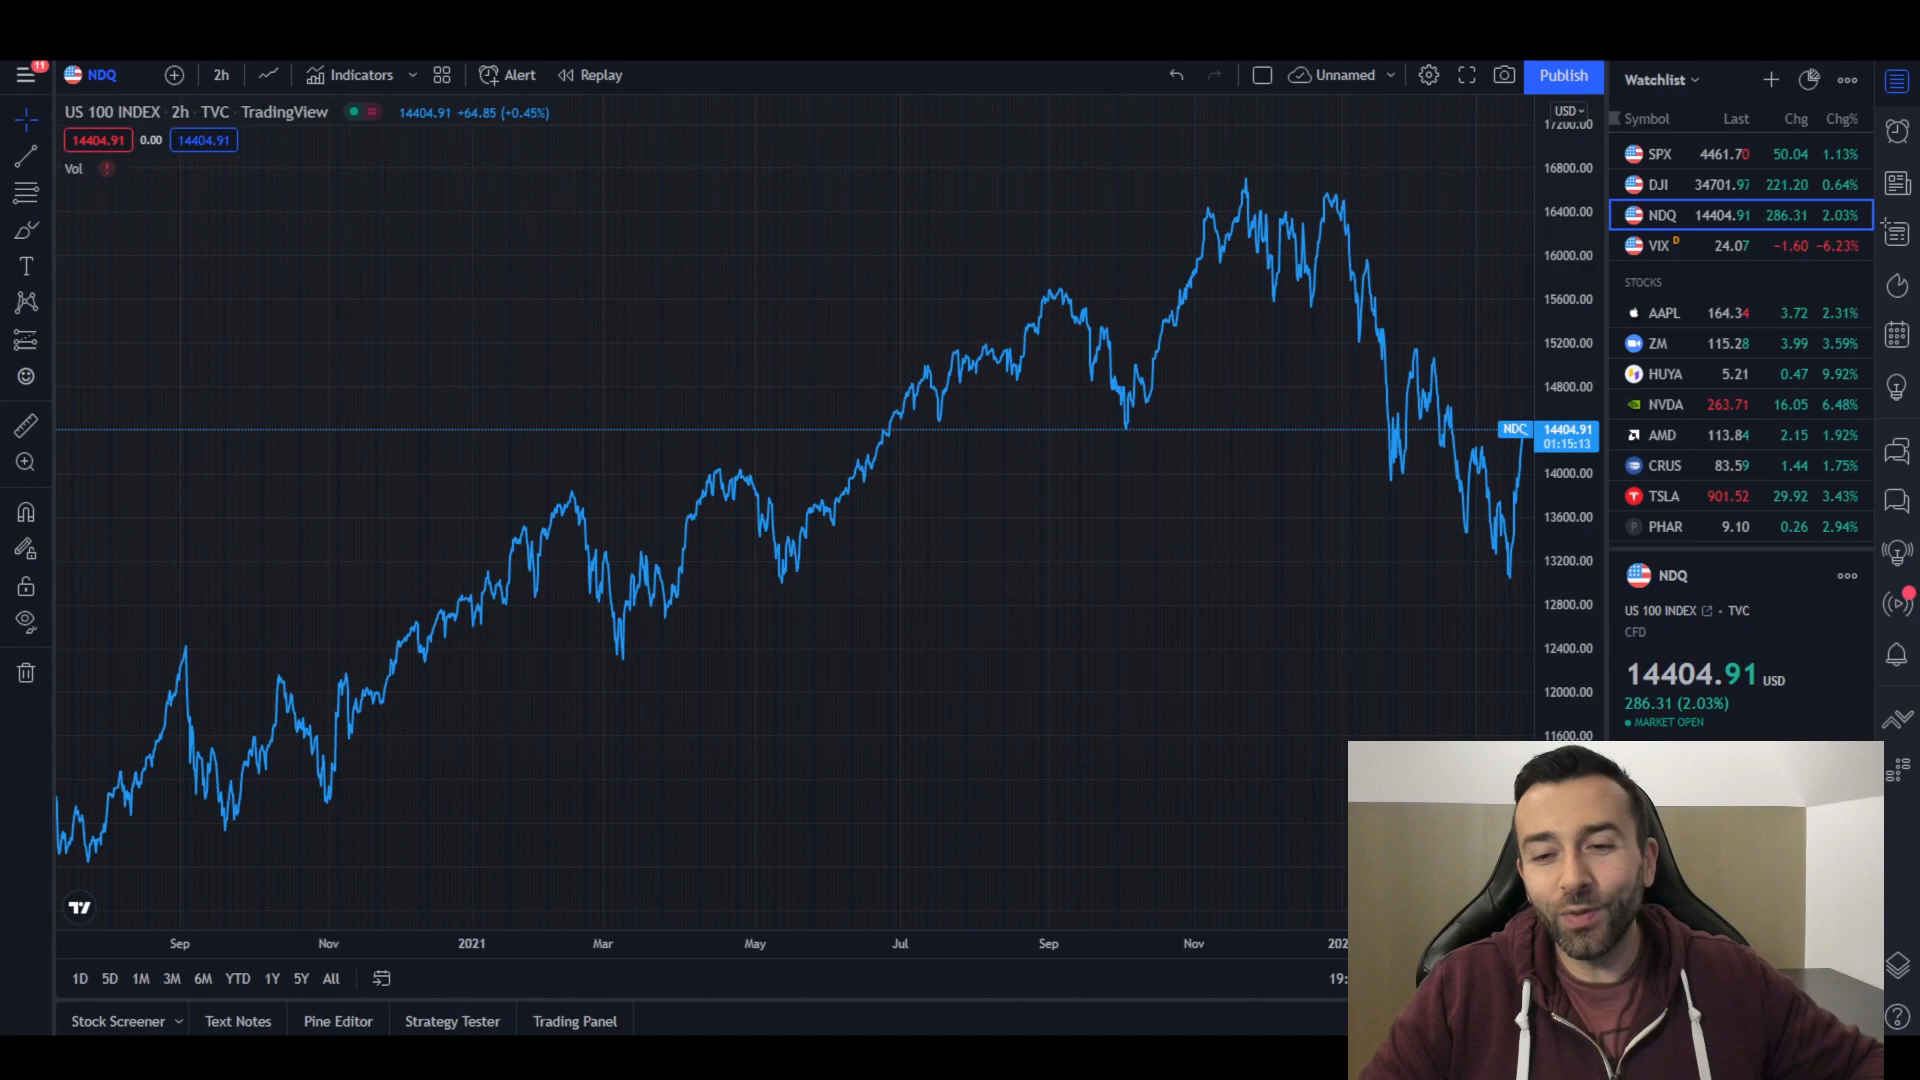 11
NDQ 2h Indicators Alert Replay Unnamed Publish
US 100 INDEX · 2h · TVC · TradingView 14404.91 +64.85 (+0.45%)
14404.91 0.00 14404.91
Vol !
USD
17200.00
16800.00
16400.00
16000.00
15600.00
15200.00
14800.00
NDQ 14404.91
01:15:13
14000.00
13600.00
13200.00
12800.00
12400.00
12000.00
11600.00
Sep Nov 2021 Mar May Jul Sep Nov 202
1D 5D 1M 3M 6M YTD 1Y 5Y All 19:
Stock Screener Text Notes Pine Editor Strategy Tester Trading Panel
Watchlist
Symbol Last Chg Chg%
SPX 4461.70 50.04 1.13%
DJI 34701.97 221.20 0.64%
NDQ 14404.91 286.31 2.03%
VIX D 24.07 −1.60 −6.23%
STOCKS
AAPL 164.34 3.72 2.31%
ZM 115.28 3.99 3.59%
HUYA 5.21 0.47 9.92%
NVDA 263.71 16.05 6.48%
AMD 113.84 2.15 1.92%
CRUS 83.59 1.44 1.75%
TSLA 901.52 29.92 3.43%
P PHAR 9.10 0.26 2.94%
NDQ
US 100 INDEX · TVC
CFD
14404.91 USD
286.31 (2.03%)
MARKET OPEN